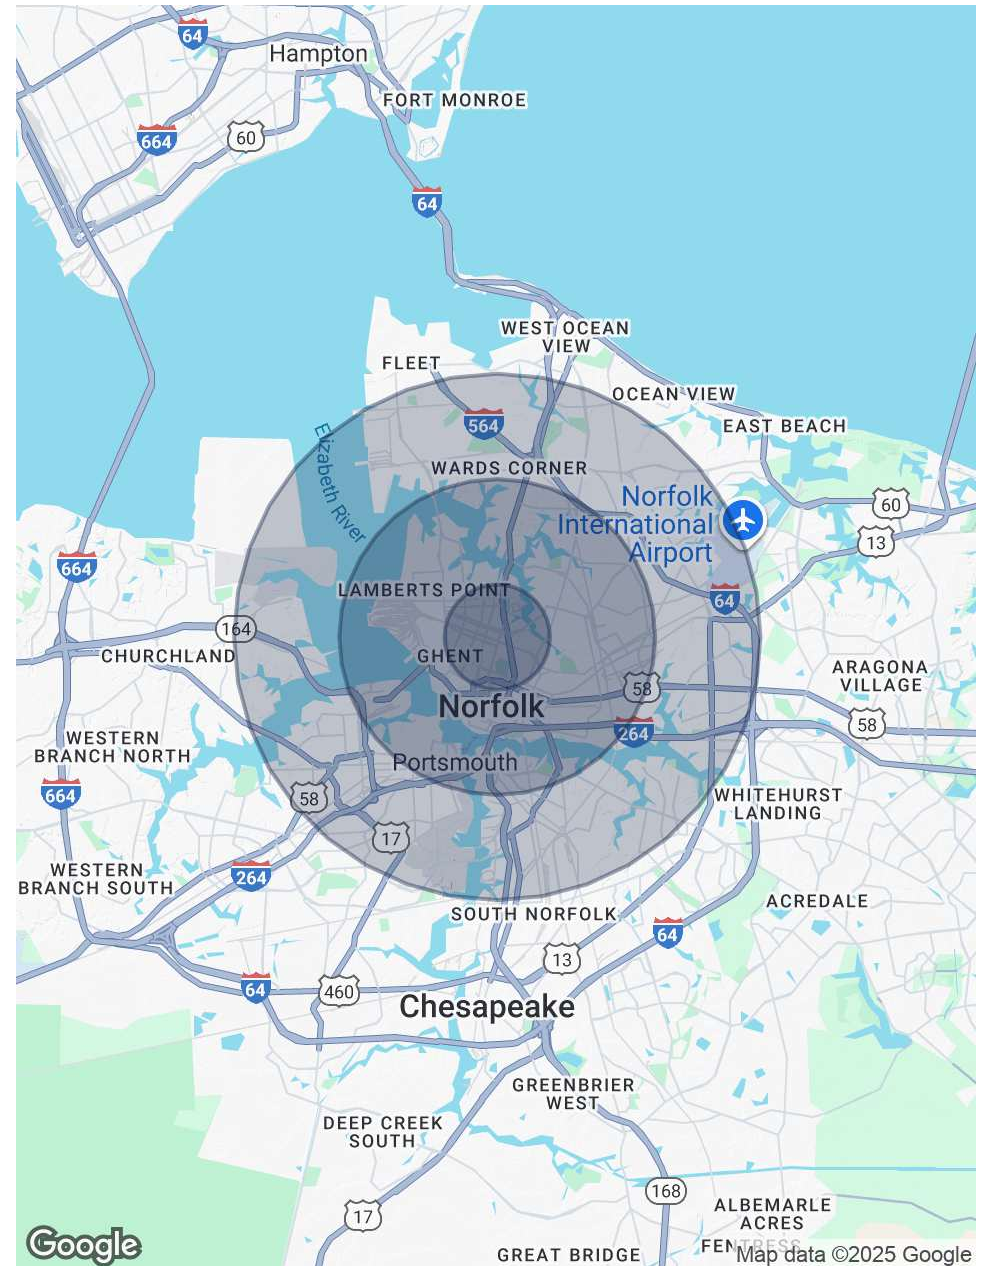 64
Hampton
FORT MONROE
664
60
64
WEST OCEAN
VIEW
FLEET
OCEAN VIEW
564
EAST BEACH
WARDS CORNER
Elizabeth River
Norfolk
International
Airport
60
13
664
LAMBERTS POINT
64
164
CHURCHLAND
GHENT
ARAGONA
VILLAGE
58
Norfolk
58
264
WESTERN
BRANCH NORTH
Portsmouth
664
58
WHITEHURST
LANDING
17
WESTERN
BRANCH SOUTH
264
ACREDALE
SOUTH NORFOLK
64
13
64
460
Chesapeake
GREENBRIER
WEST
DEEP CREEK
SOUTH
168
17
ALBEMARLE
ACRES
FENTRESS
GREAT BRIDGE
Google
Map data ©2025 Google